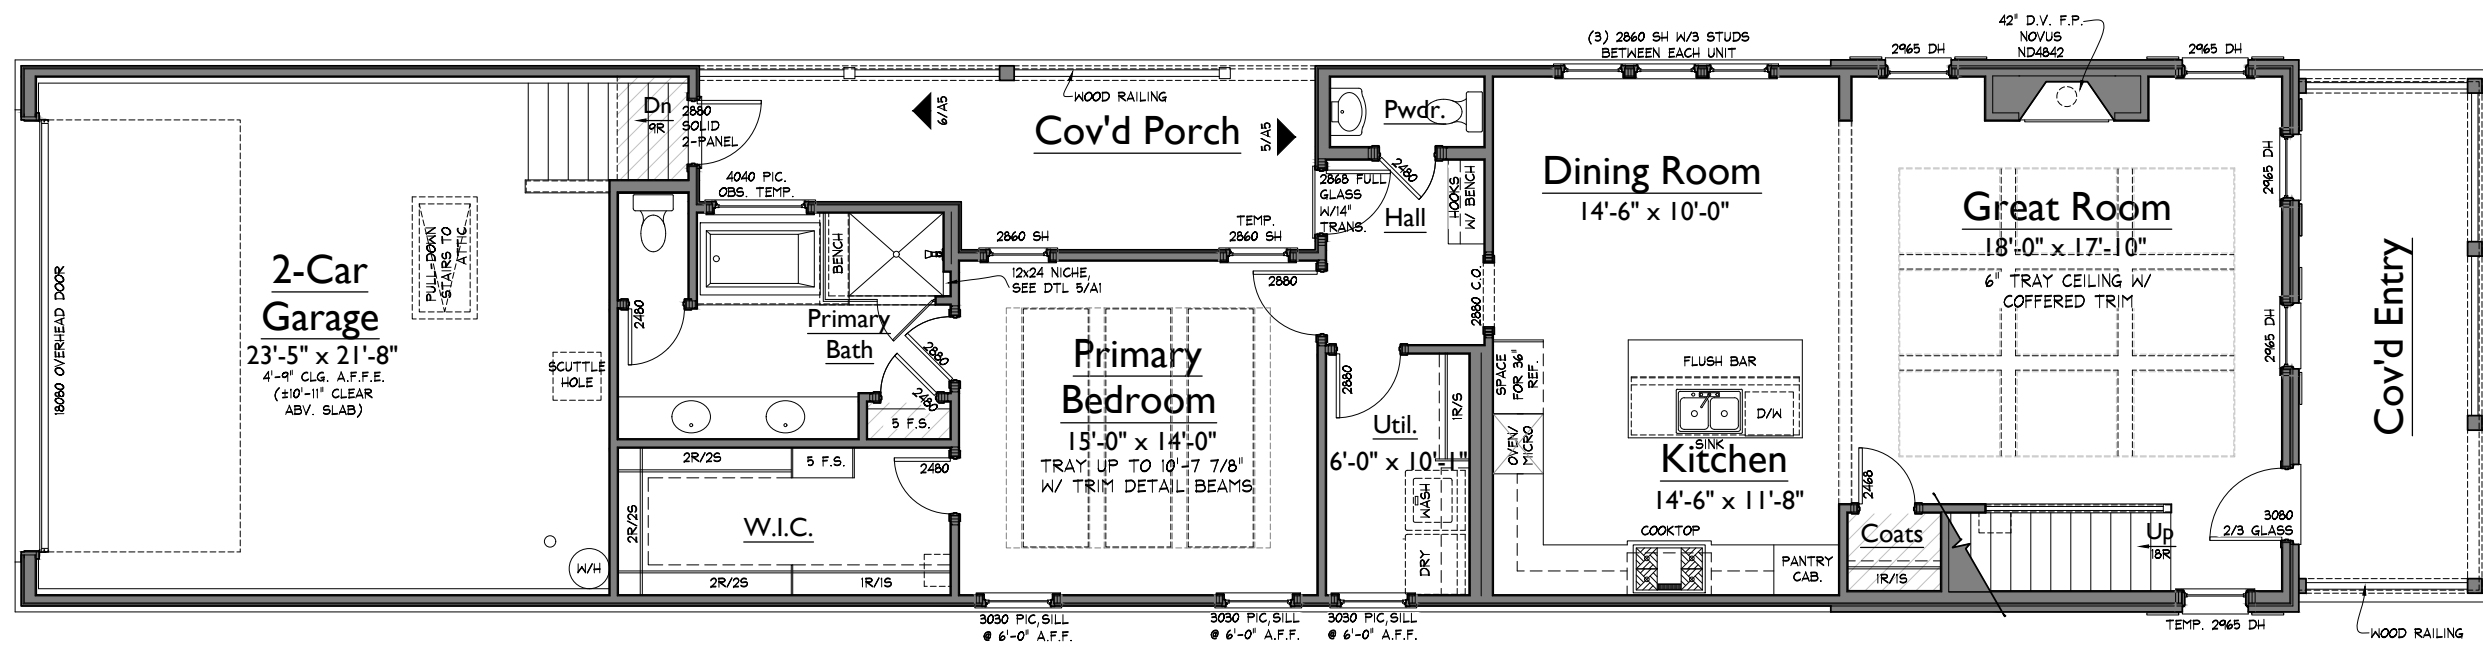 18080 OVERHEAD DOOR
2-Car
Garage
23'-5" x 21'-8"
4'-9" CLG. A.F.F.E.
(±10'-11" CLEAR
ABV. SLAB)
PULL-DOWN
STAIRS TO
ATTIC
SCUTTLE
HOLE
W/H
Dn
9R
2880
SOLID
2-PANEL
4040 PIC.
OBS. TEMP.
BENCH
2480
Primary
Bath
2880
2480
5 F.S.
12x24 NICHE,
SEE DTL 5/A1
2R/2S
5 F.S.
2480
2R/2S
W.I.C.
2R/2S
1R/1S
WOOD RAILING
6/A5
Cov'd Porch
5/A5
2860 SH
TEMP.
2860 SH
2880
Primary
Bedroom
15'-0" x 14'-0"
TRAY UP TO 10'-7 7/8"
W/ TRIM DETAIL BEAMS
3030 PIC,SILL
@ 6'-0" A.F.F.
3030 PIC,SILL
@ 6'-0" A.F.F.
3030 PIC,SILL
@ 6'-0" A.F.F.
Pwdr.
2480
2868 FULL
GLASS
W/14"
TRANS.
Hall
HOOKS
W/ BENCH
2880 C.O.
2880
1R/S
Util.
6'-0" x 10'-1"
WASH
DRY
(3) 2860 SH W/3 STUDS
BETWEEN EACH UNIT
Dining Room
14'-6" x 10'-0"
SPACE
FOR 36"
REF.
OVEN/
MICRO
FLUSH BAR
D/W
SINK
Kitchen
14'-6" x 11'-8"
COOKTOP
PANTRY
CAB.
2965 DH
42" D.V. F.P.
NOVUS
ND4842
2965 DH
Great Room
18'-0" x 17'-10"
6" TRAY CEILING W/
COFFERED TRIM
2965 DH
2965 DH
2468
Coats
1R/1S
Up
18R
3080
2/3 GLASS
TEMP. 2965 DH
Cov'd Entry
WOOD RAILING